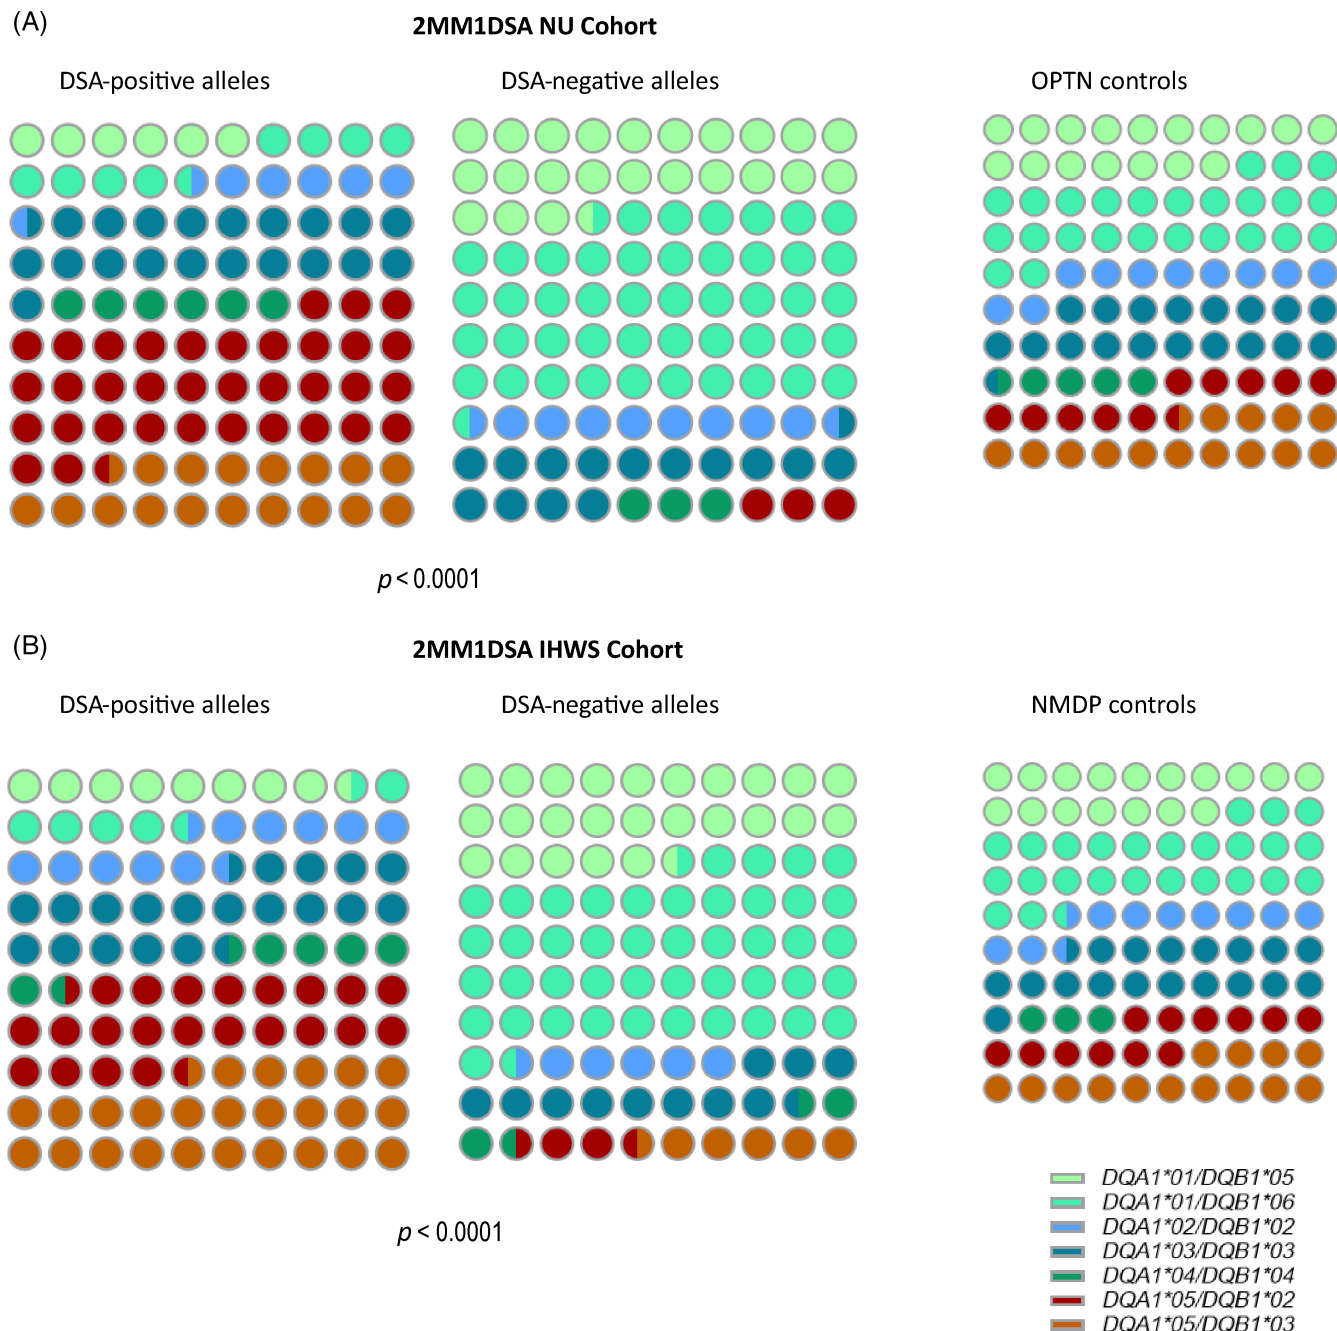 (A)
2MM1DSA NU Cohort
DSA-positive alleles
DSA-negative alleles
OPTN controls
p < 0.0001
(B)
2MM1DSA IHWS Cohort
DSA-positive alleles
DSA-negative alleles
NMDP controls
p < 0.0001
DQA1*01/DQB1*05
DQA1*01/DQB1*06
DQA1*02/DQB1*02
DQA1*03/DQB1*03
DQA1*04/DQB1*04
DQA1*05/DQB1*02
DQA1*05/DQB1*03